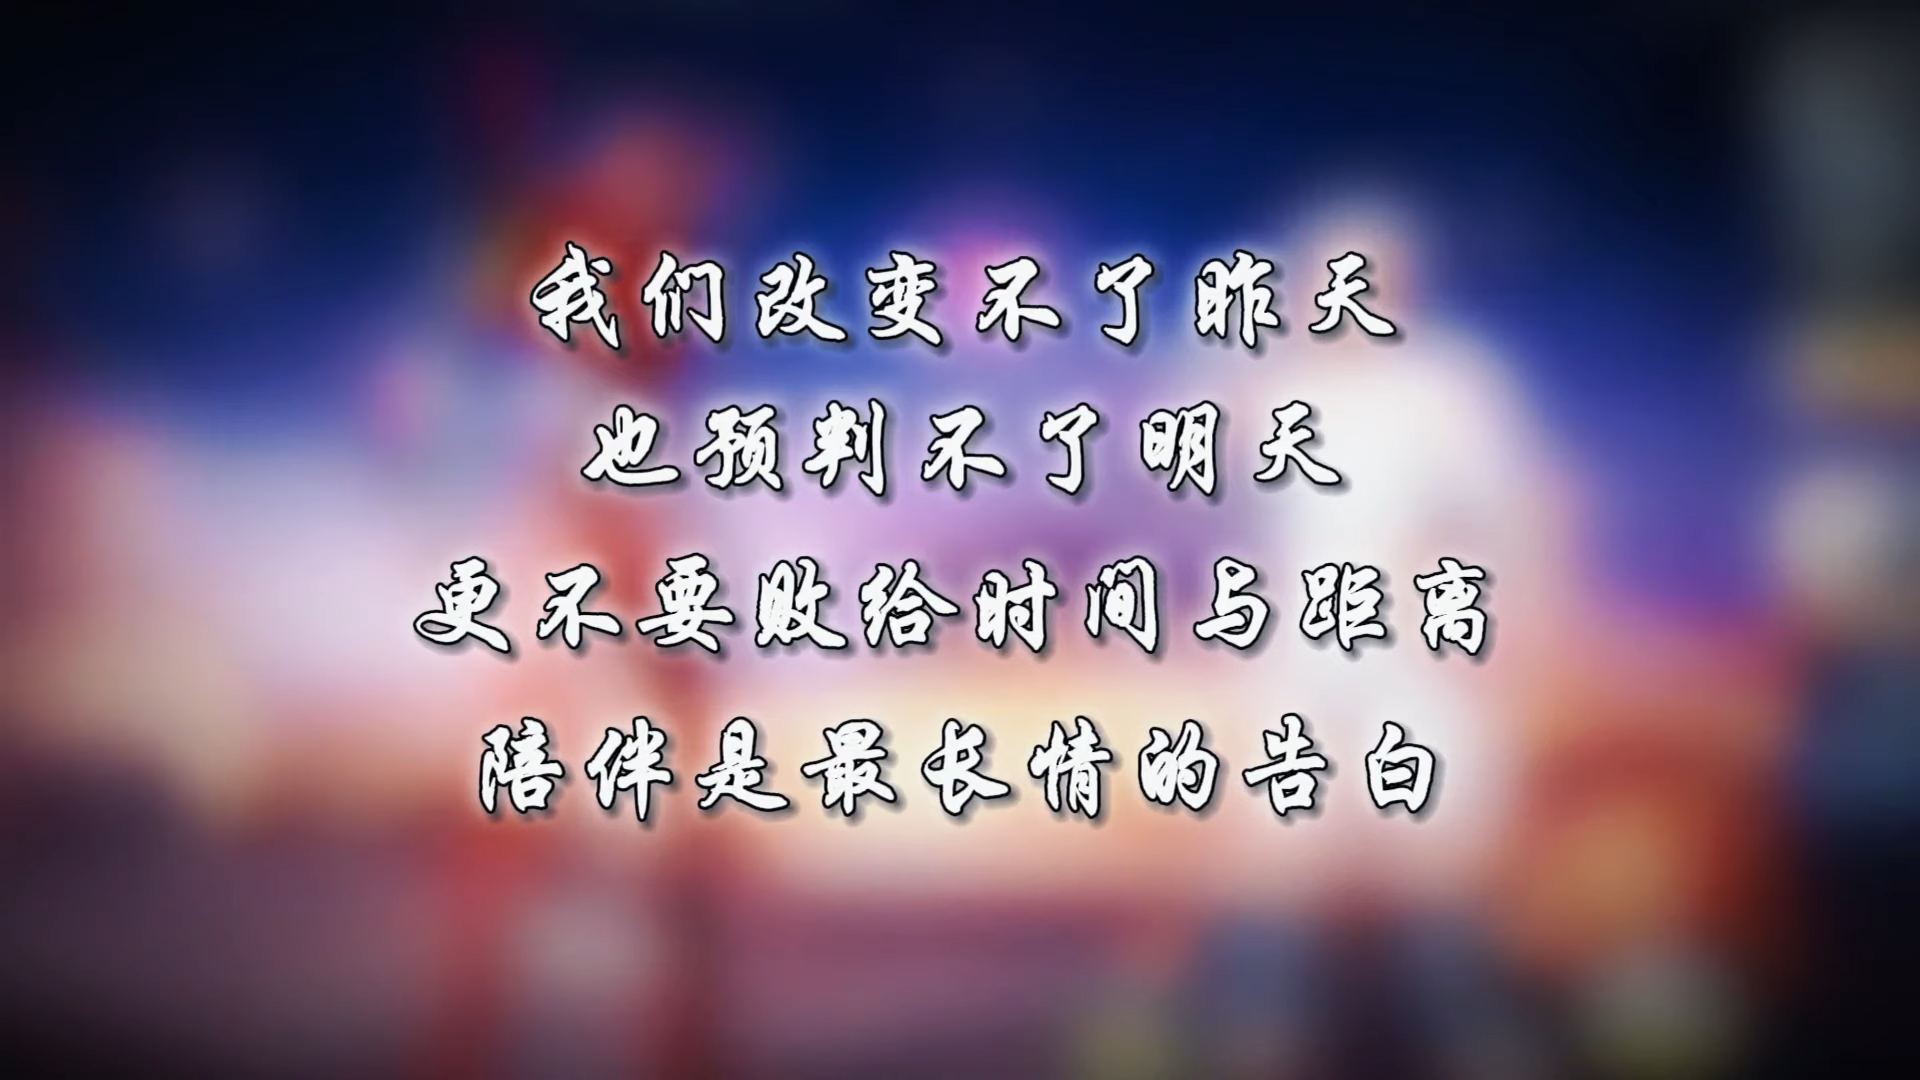 我们改变不了昨天
也预判不了明天
更不要败给时间与距离
陪伴是最长情的告白